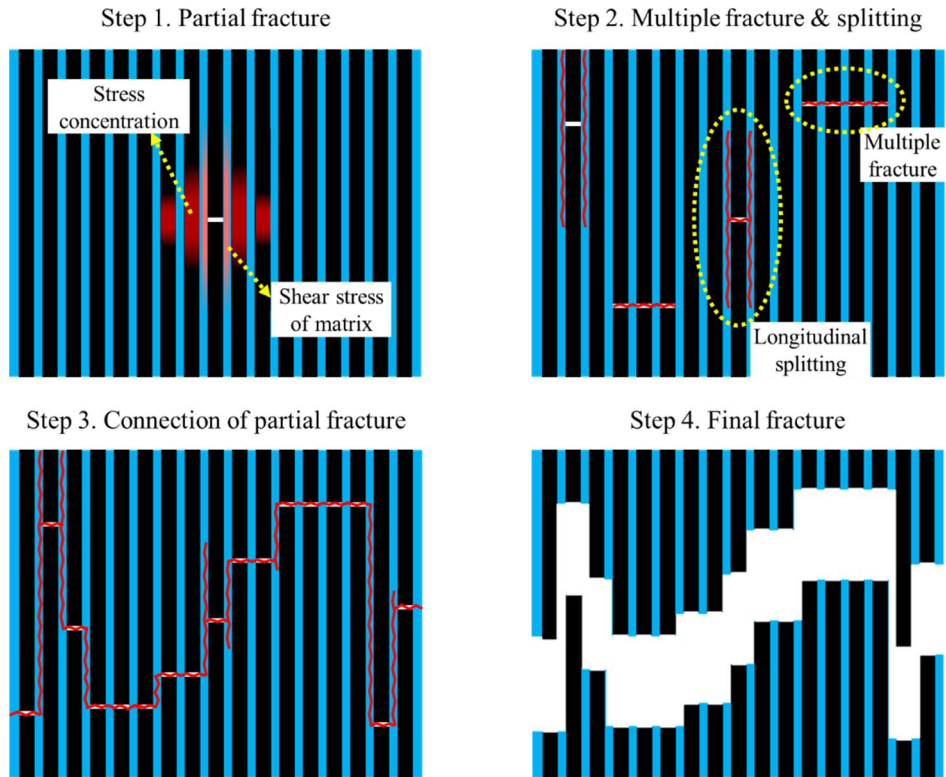 Step 1. Partial fracture
Stress
concentration
Shear stress
of matrix
Step 2. Multiple fracture & splitting
Multiple
fracture
Longitudinal
splitting
Step 3. Connection of partial fracture
Step 4. Final fracture